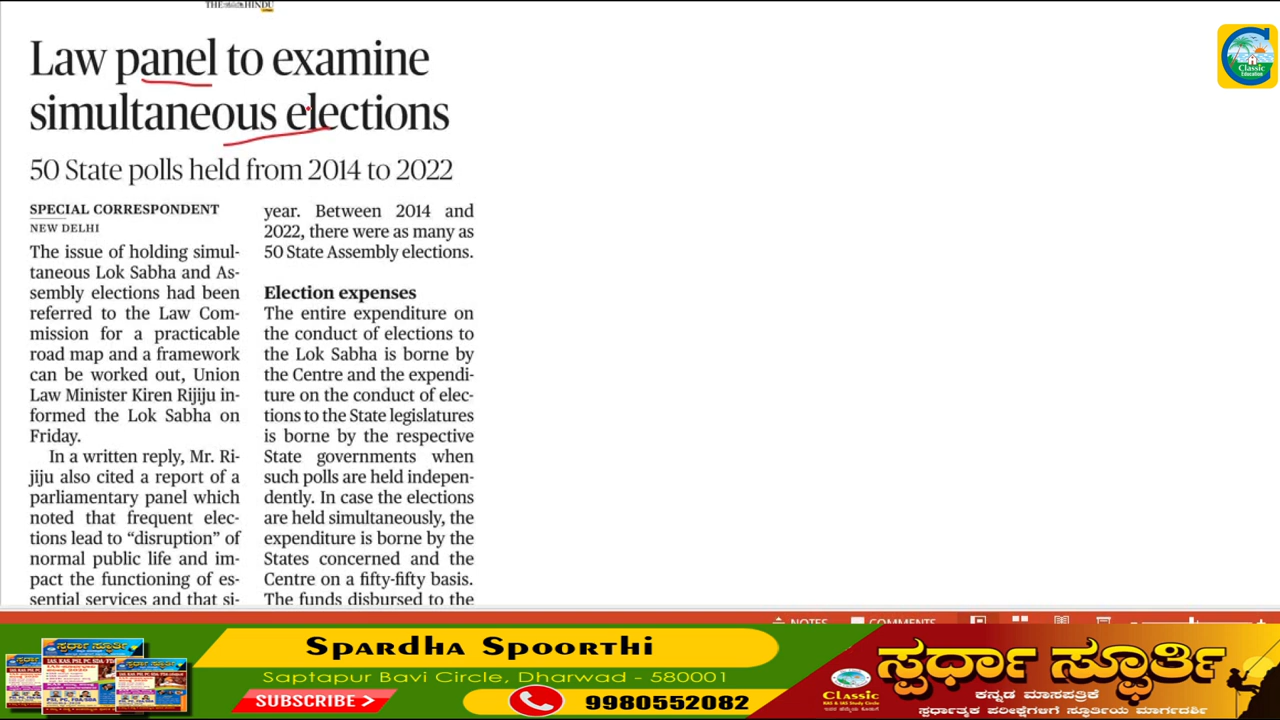 THE HINDU
Law panel to examine
simultaneous elections
50 State polls held from 2014 to 2022
SPECIAL CORRESPONDENT
NEW DELHI
The issue of holding simul-
taneous Lok Sabha and As-
sembly elections had been
referred to the Law Com-
mission for a practicable
road map and a framework
can be worked out, Union
Law Minister Kiren Rijiju in-
formed the Lok Sabha on
Friday.
In a written reply, Mr. Ri-
jiju also cited a report of a
parliamentary panel which
noted that frequent elec-
tions lead to “disruption” of
normal public life and im-
pact the functioning of es-
sential services and that si-
year. Between 2014 and
2022, there were as many as
50 State Assembly elections.
Election expenses
The entire expenditure on
the conduct of elections to
the Lok Sabha is borne by
the Centre and the expendi-
ture on the conduct of elec-
tions to the State legislatures
is borne by the respective
State governments when
such polls are held indepen-
dently. In case the elections
are held simultaneously, the
expenditure is borne by the
States concerned and the
Centre on a fifty-fifty basis.
The funds disbursed to the
Classic
Education
NOTES
COMMENTS
Spardha Spoorthi
Saptapur Bavi Circle, Dharwad - 580001
SUBSCRIBE >
9980552082
Classic
KAS & IAS Study Circle
ಸ್ಪರ್ಧಾ ಸ್ಫೂರ್ತಿ
ಕನ್ನಡ ಮಾಸಪತ್ರಿಕೆ
ಸ್ಪರ್ಧಾತ್ಮಕ ಪರೀಕ್ಷೆಗಳಿಗೆ ಸ್ಫೂರ್ತಿಯ ಮಾರ್ಗದರ್ಶಿ